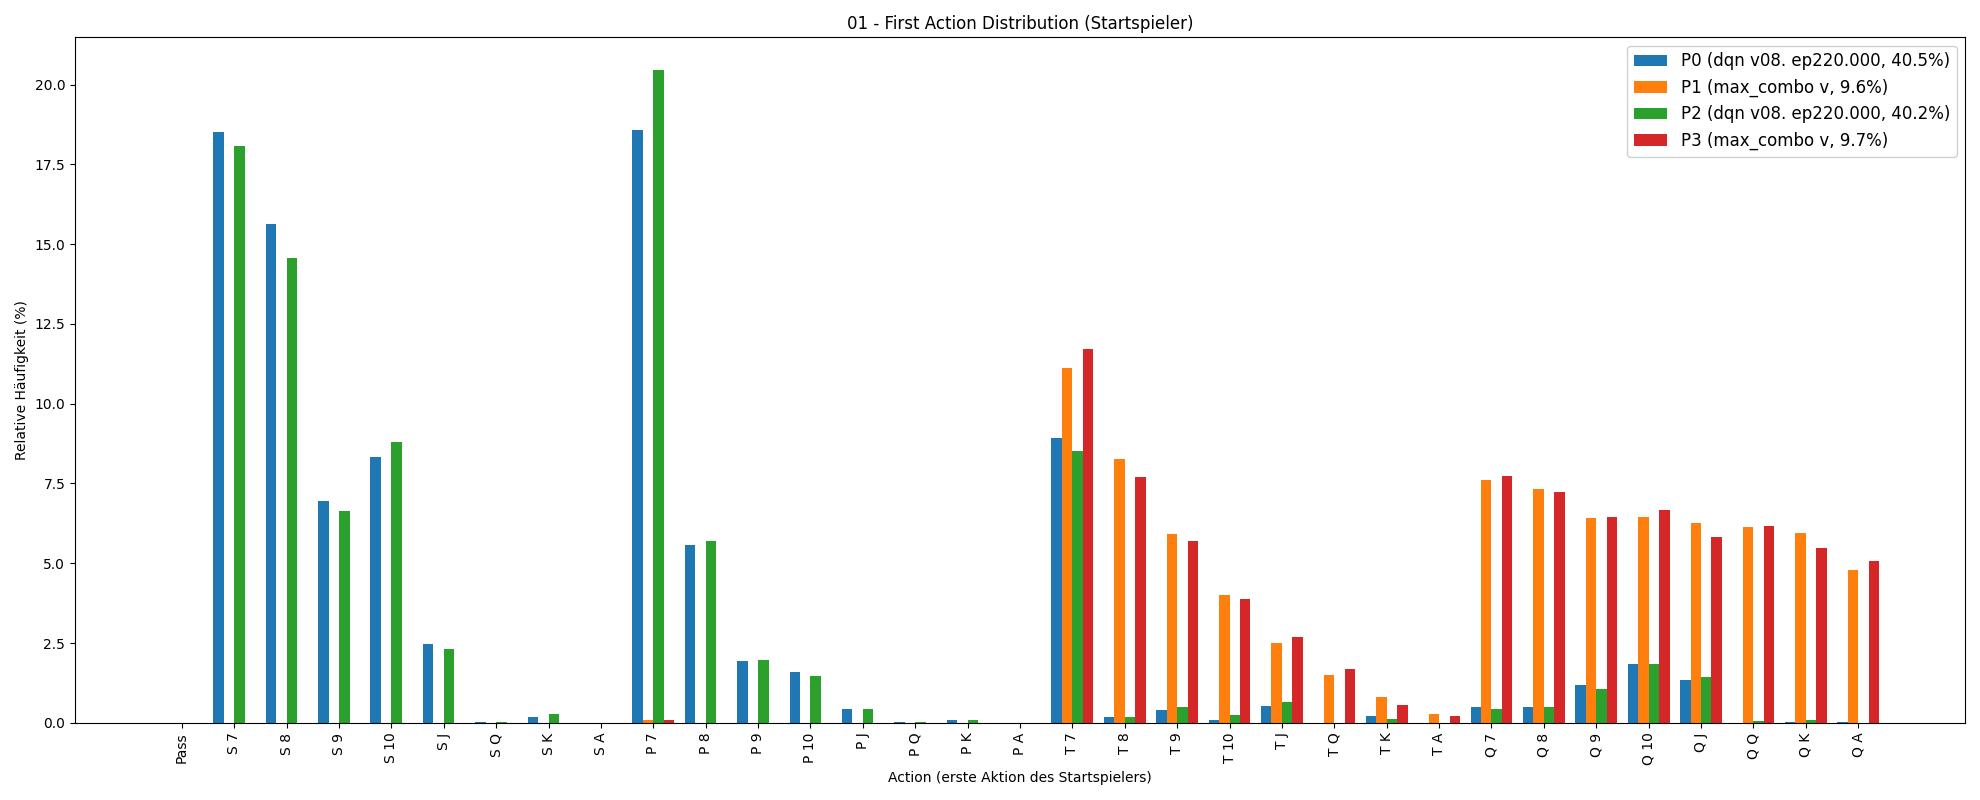 01 - First Action Distribution (Startspieler)
P0 (dqn v08. ep220.000, 40.5%)
P1 (max_combo v, 9.6%)
P2 (dqn v08. ep220.000, 40.2%)
P3 (max_combo v, 9.7%)
Relative Häufigkeit (%)
20.0
17.5
15.0
12.5
10.0
7.5
5.0
2.5
0.0
Pass
S 7
S 8
S 9
S 10
S J
S Q
S K
S A
P 7
P 8
P 9
P 10
P J
P Q
P K
P A
T 7
T 8
T 9
T 10
T J
T Q
T K
T A
Q 7
Q 8
Q 9
Q 10
Q J
Q Q
Q K
Q A
Action (erste Aktion des Startspielers)